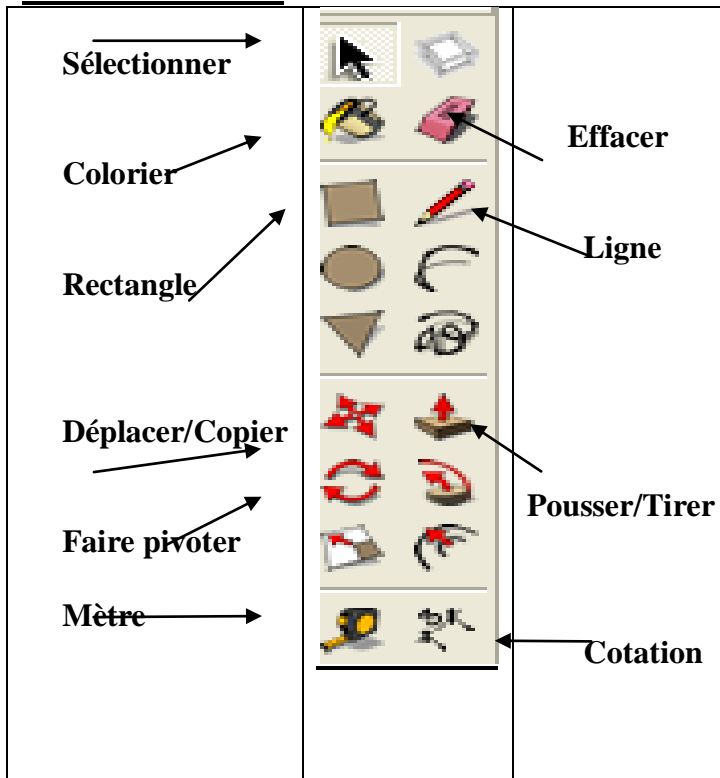 Sélectionner
Effacer
Colorier
Ligne
Rectangle
Déplacer/Copier
Pousser/Tirer
Faire pivoter
Mètre
Cotation